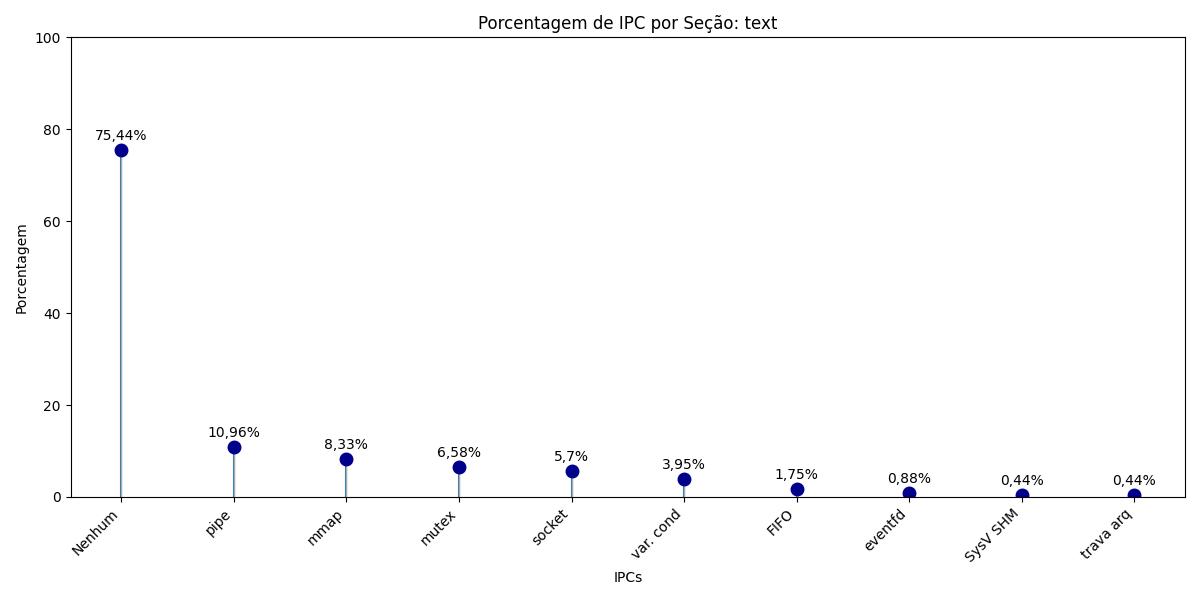 Porcentagem de IPC por Seção: text
100
80
60
40
20
0
Porcentagem
75,44%
10,96%
8,33%
6,58%
5,7%
3,95%
1,75%
0,88%
0,44%
0,44%
Nenhum
pipe
mmap
mutex
socket
var. cond
FIFO
eventfd
SysV SHM
trava arq
IPCs